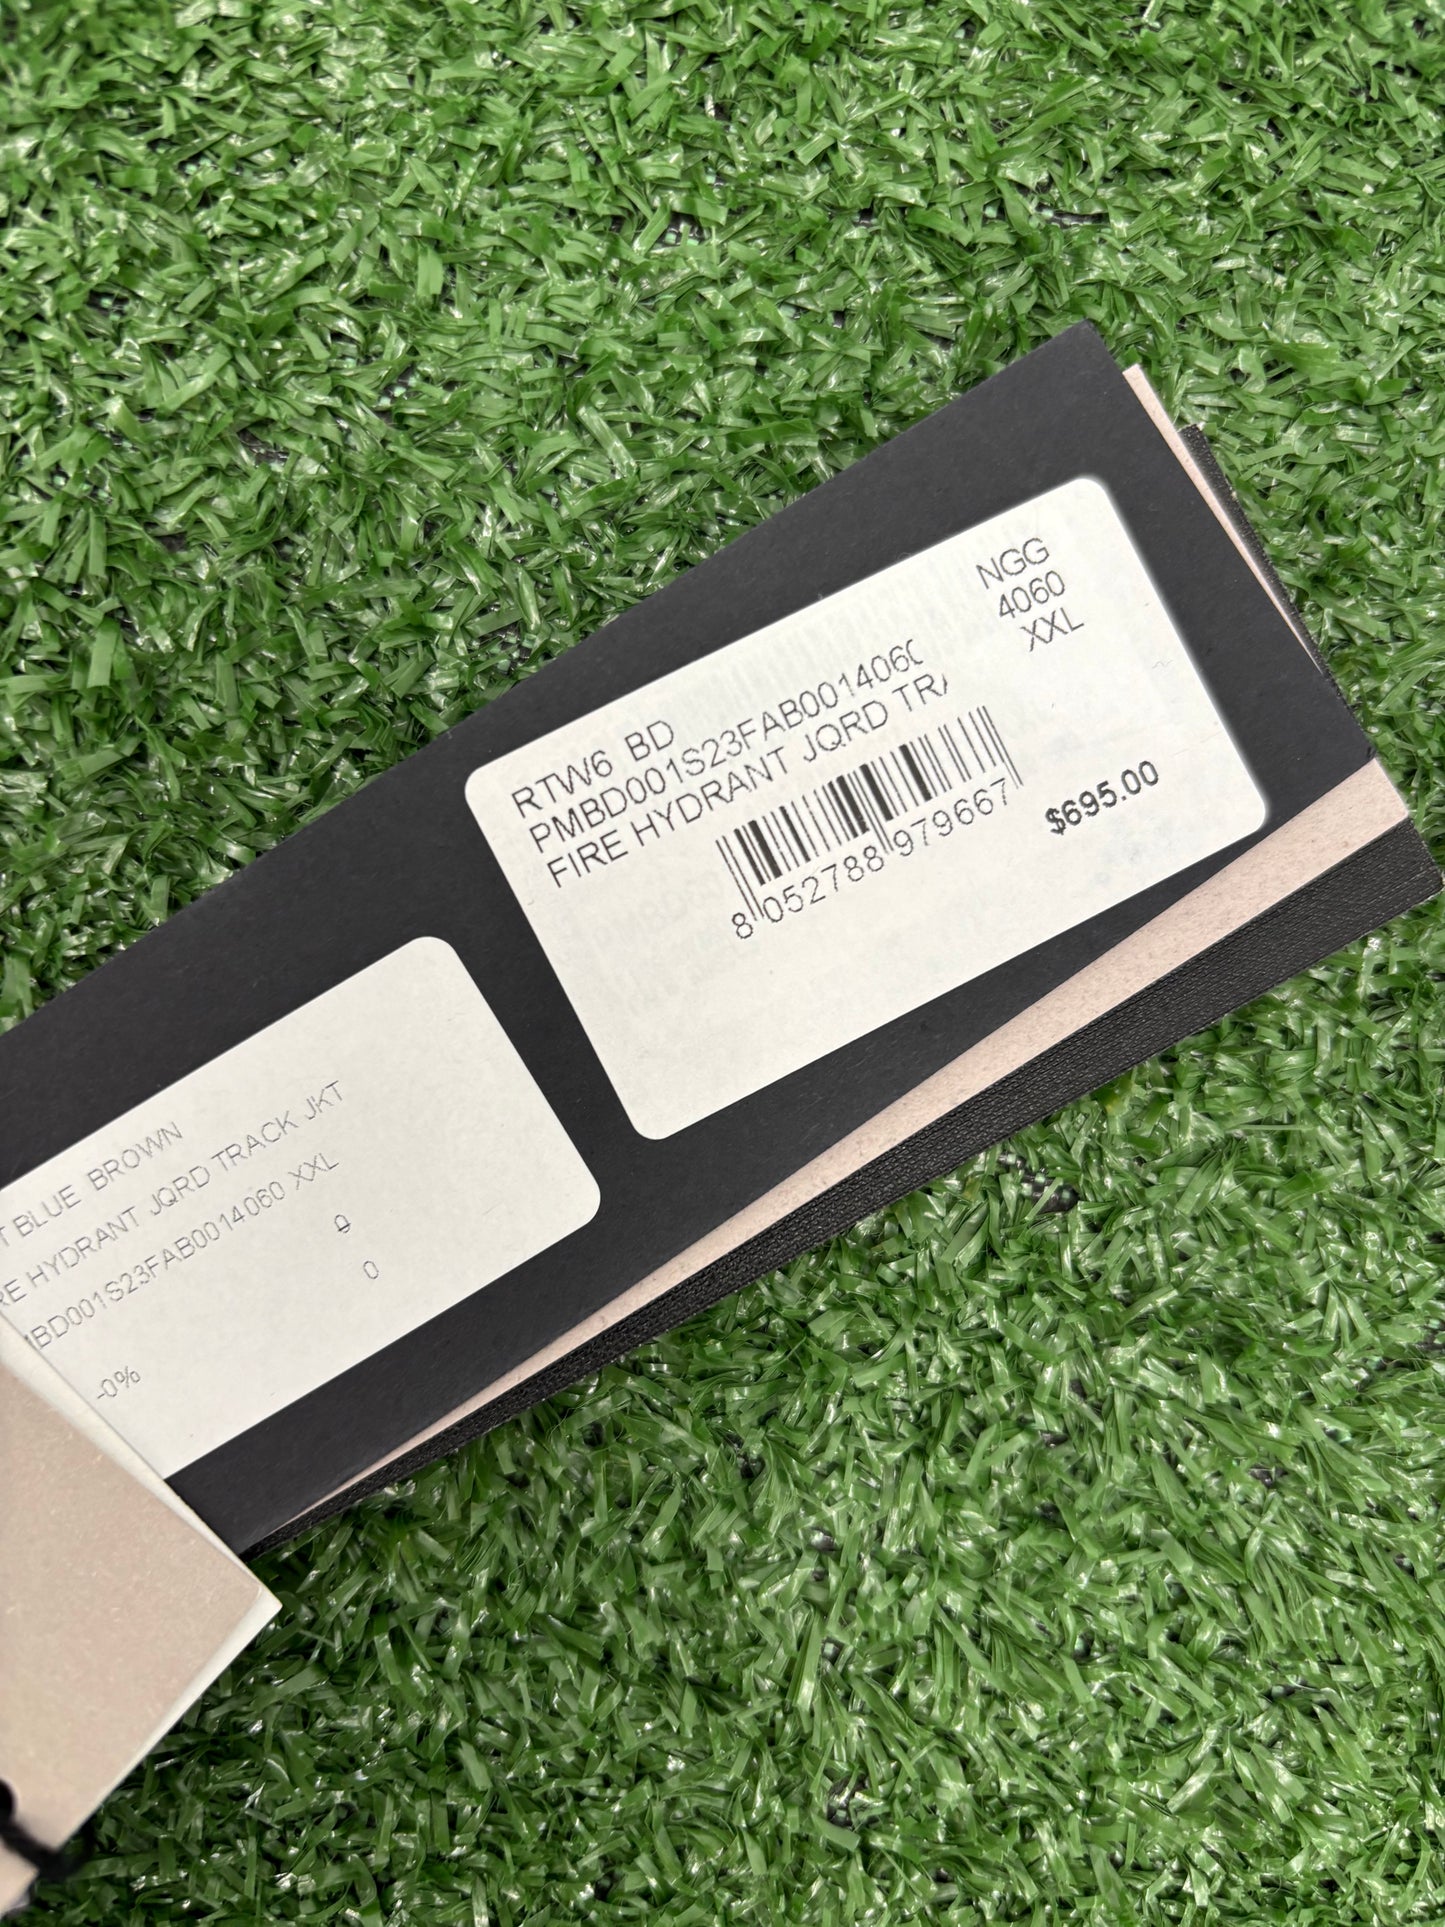 NGG
4060
XXL
RTW6 BD
PMBD001S23FAB0014060
FIRE HYDRANT JQRD TRA
8 052788 979667
$695.00
T BLUE BROWN
RE HYDRANT JQRD TRACK JKT
MBD001S23FAB0014060 XXL
0
0
-0%